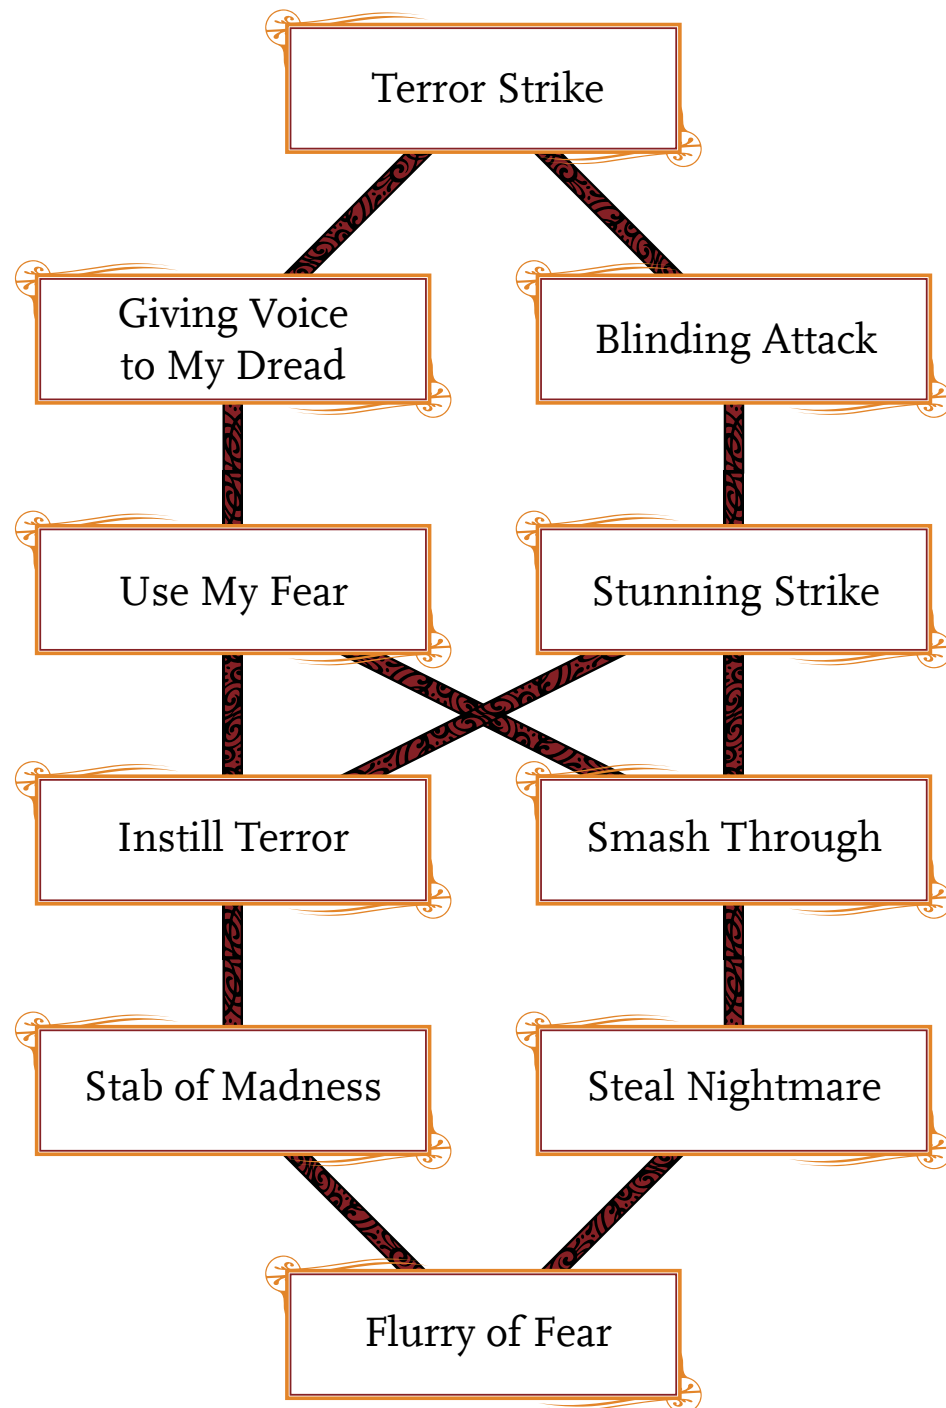 Terror Strike
Giving Voice
to My Dread
Blinding Attack
Use My Fear
Stunning Strike
Instill Terror
Smash Through
Stab of Madness
Steal Nightmare
Flurry of Fear